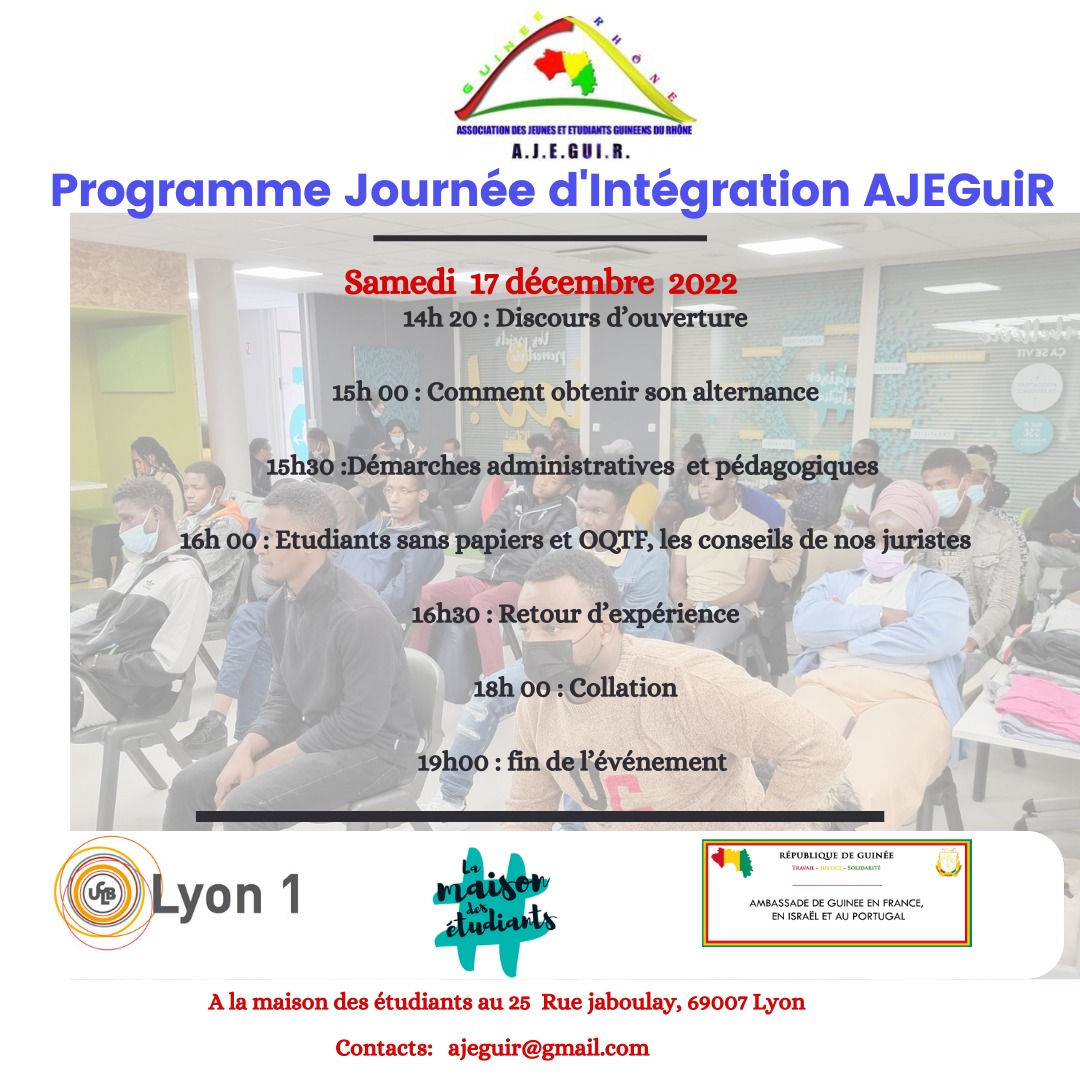 GUINEE RHÔNE
ASSOCIATION DES JEUNES ET ETUDIANTS GUINEENS DU RHÔNE
A.J.E.GUI.R.
Programme Journée d'Intégration AJEGuiR
Samedi 17 décembre 2022
14h 20 : Discours d’ouverture
15h 00 : Comment obtenir son alternance
15h30 :Démarches administratives et pédagogiques
16h 00 : Etudiants sans papiers et OQTF, les conseils de nos juristes
16h30 : Retour d’expérience
18h 00 : Collation
19h00 : fin de l’événement
UCLB Lyon 1
La
maison
des
étudiants
RÉPUBLIQUE DE GUINÉE
TRAVAIL - JUSTICE - SOLIDARITÉ
AMBASSADE DE GUINEE EN FRANCE,
EN ISRAËL ET AU PORTUGAL
A la maison des étudiants au 25 Rue jaboulay, 69007 Lyon
Contacts: ajeguir@gmail.com